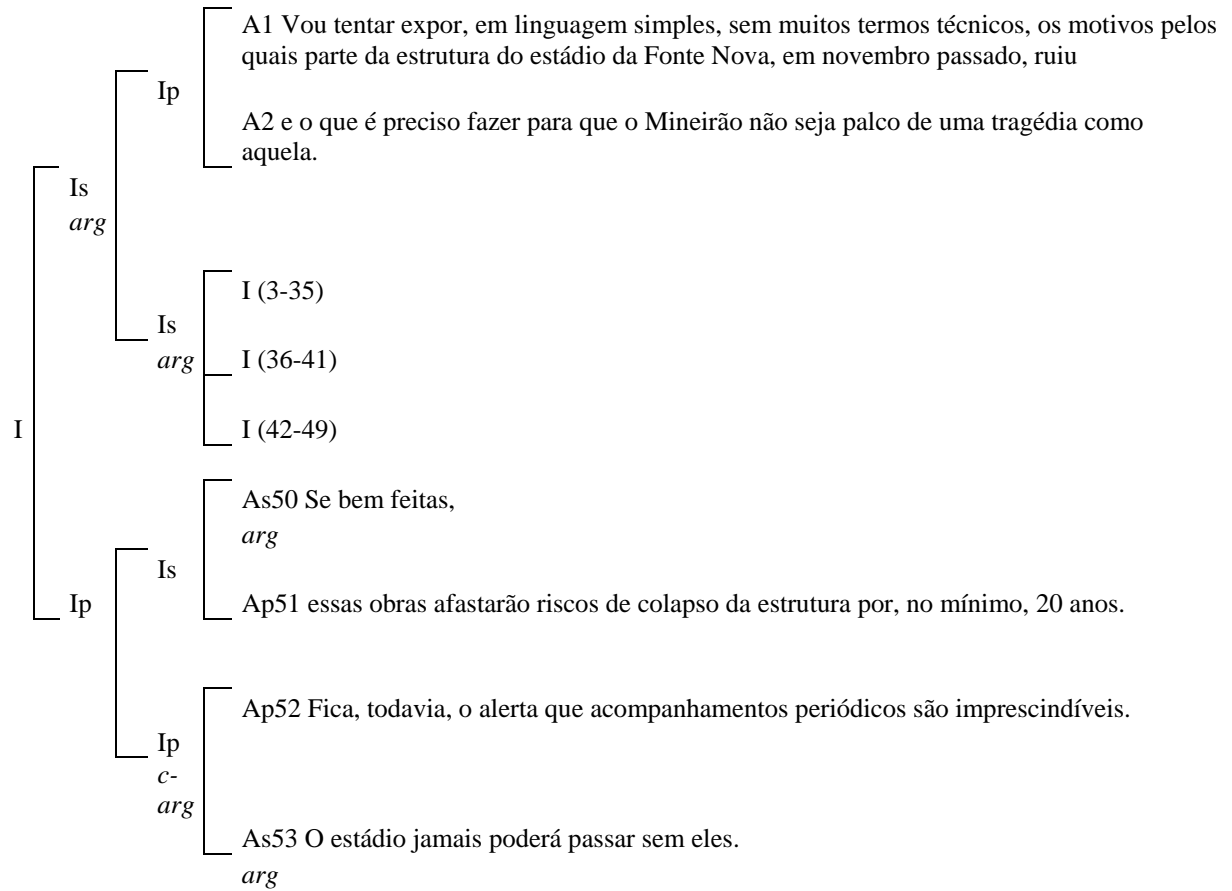 A1 Vou tentar expor, em linguagem simples, sem muitos termos técnicos, os motivos pelos
quais parte da estrutura do estádio da Fonte Nova, em novembro passado, ruiu
Ip
A2 e o que é preciso fazer para que o Mineirão não seja palco de uma tragédia como
aquela.
Is
arg
I (3-35)
Is
arg
I (36-41)
I (42-49)
I
As50 Se bem feitas,
arg
Is
Ap51 essas obras afastarão riscos de colapso da estrutura por, no mínimo, 20 anos.
Ip
Ap52 Fica, todavia, o alerta que acompanhamentos periódicos são imprescindíveis.
Ip
c-
arg
As53 O estádio jamais poderá passar sem eles.
arg